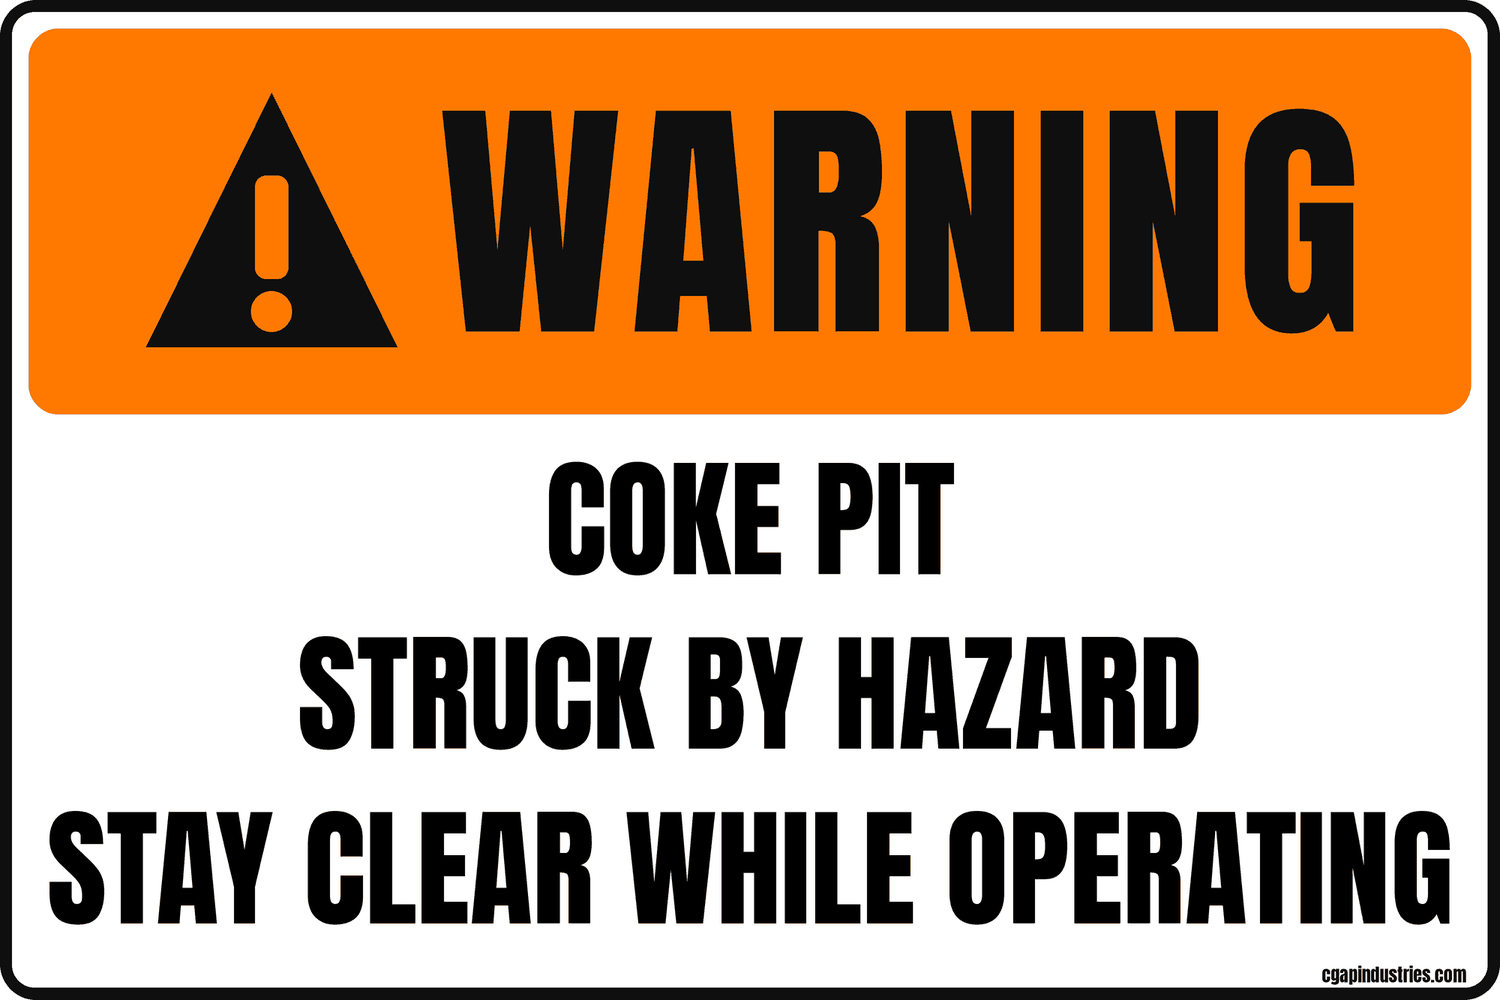 WARNING
COKE PIT
STRUCK BY HAZARD
STAY CLEAR WHILE OPERATING
cgapindustries.com